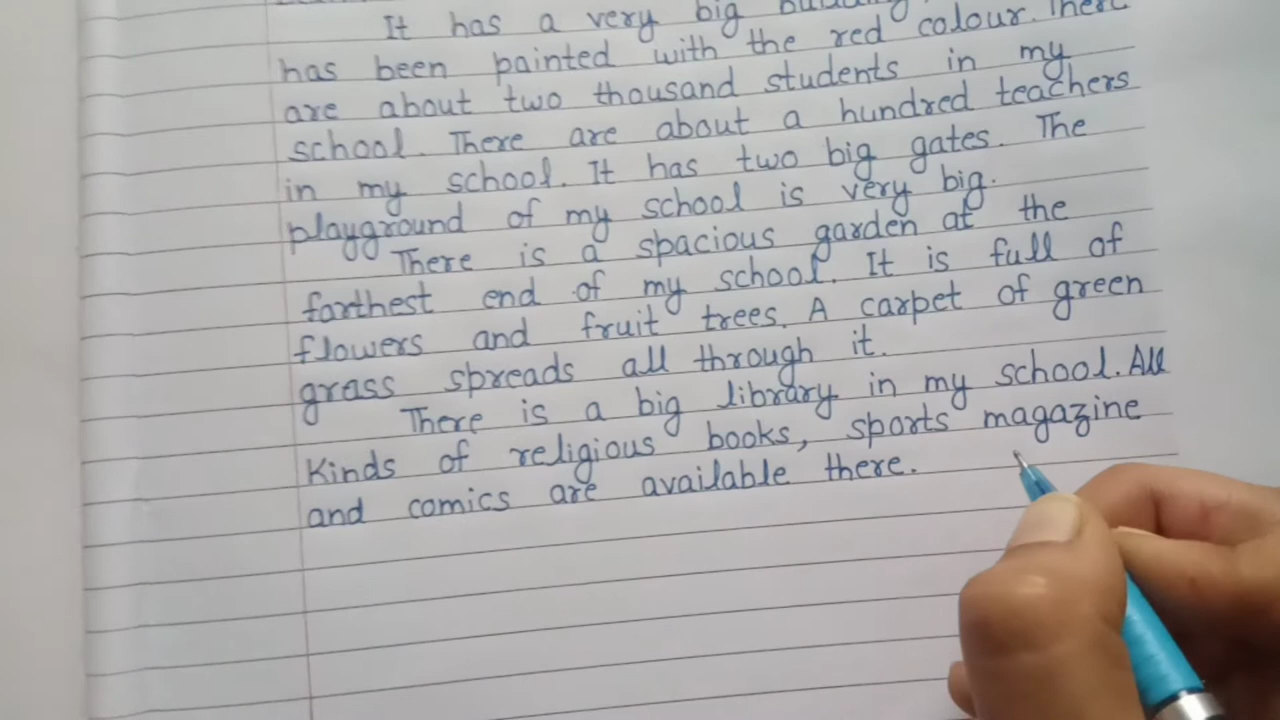 It has a very big building
has been painted with the red colour. There
are about two thousand students in my
school. There are about a hundred teachers
in my school. It has two big gates. The
playground of my school is very big.
There is a spacious garden at the
farthest end of my school. It is full of
flowers and fruit trees. A carpet of green
grass spreads all through it.
There is a big library in my school. All
Kinds of religious books, sports magazine
and comics are available there.